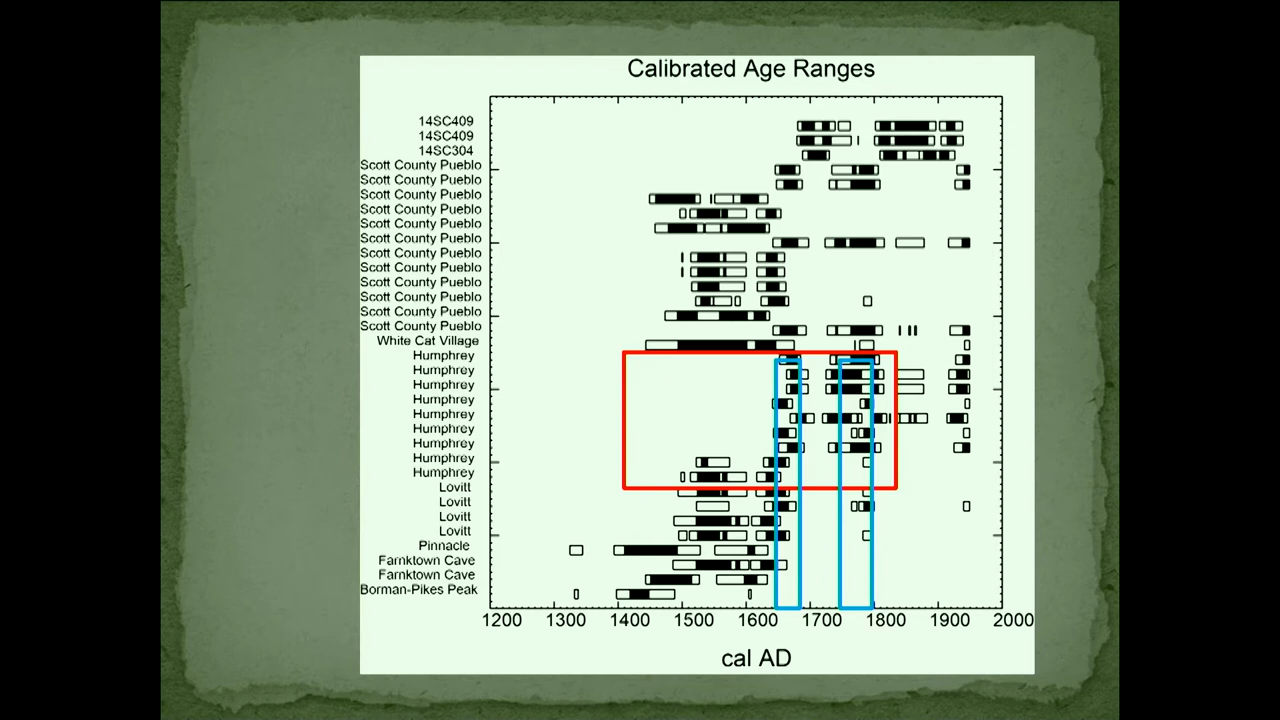 Calibrated Age Ranges
14SC409
14SC409
14SC304
Scott County Pueblo
Scott County Pueblo
Scott County Pueblo
Scott County Pueblo
Scott County Pueblo
Scott County Pueblo
Scott County Pueblo
Scott County Pueblo
Scott County Pueblo
Scott County Pueblo
Scott County Pueblo
Scott County Pueblo
White Cat Village
Humphrey
Humphrey
Humphrey
Humphrey
Humphrey
Humphrey
Humphrey
Humphrey
Humphrey
Lovitt
Lovitt
Lovitt
Lovitt
Pinnacle
Farnktown Cave
Farnktown Cave
Borman-Pikes Peak
1200 1300 1400 1500 1600 1700 1800 1900 2000
cal AD